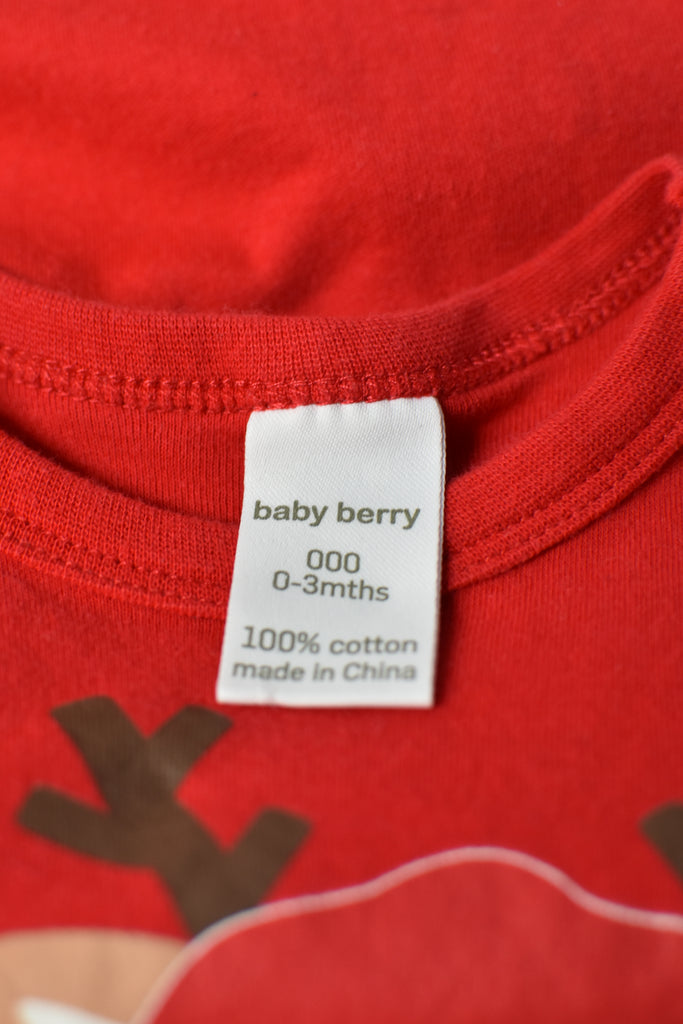 baby berry
000
0-3mths
100% cotton
made in China